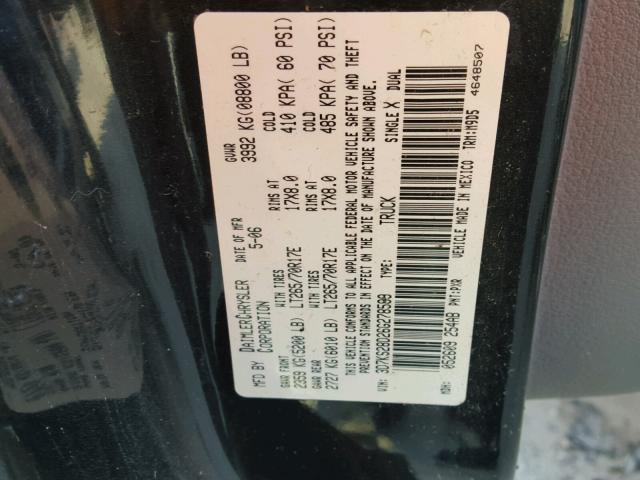 MFD BY DAIMLERCHRYSLER CORPORATION DATE OF MFR 5-06 GVWR 3992 KG(08800 LB)
GAWR FRONT WITH TIRES RIMS AT COLD
2359 KG(5200 LB) LT265/70R17E 17X8.0 410 KPA( 60 PSI)
GAWR REAR WITH TIRES RIMS AT COLD
2727 KG(6010 LB) LT265/70R17E 17X8.0 485 KPA( 70 PSI)
THIS VEHICLE CONFORMS TO ALL APPLICABLE FEDERAL MOTOR VEHICLE SAFETY AND THEFT
PREVENTION STANDARDS IN EFFECT ON THE DATE OF MANUFACTURE SHOWN ABOVE.
VIN: 3D7KS28D26G278500 TYPE: TRUCK SINGLE X DUAL
MDH: 052609 254AB PNT: PXR VEHICLE MADE IN MEXICO TRM: M9D5 4648507